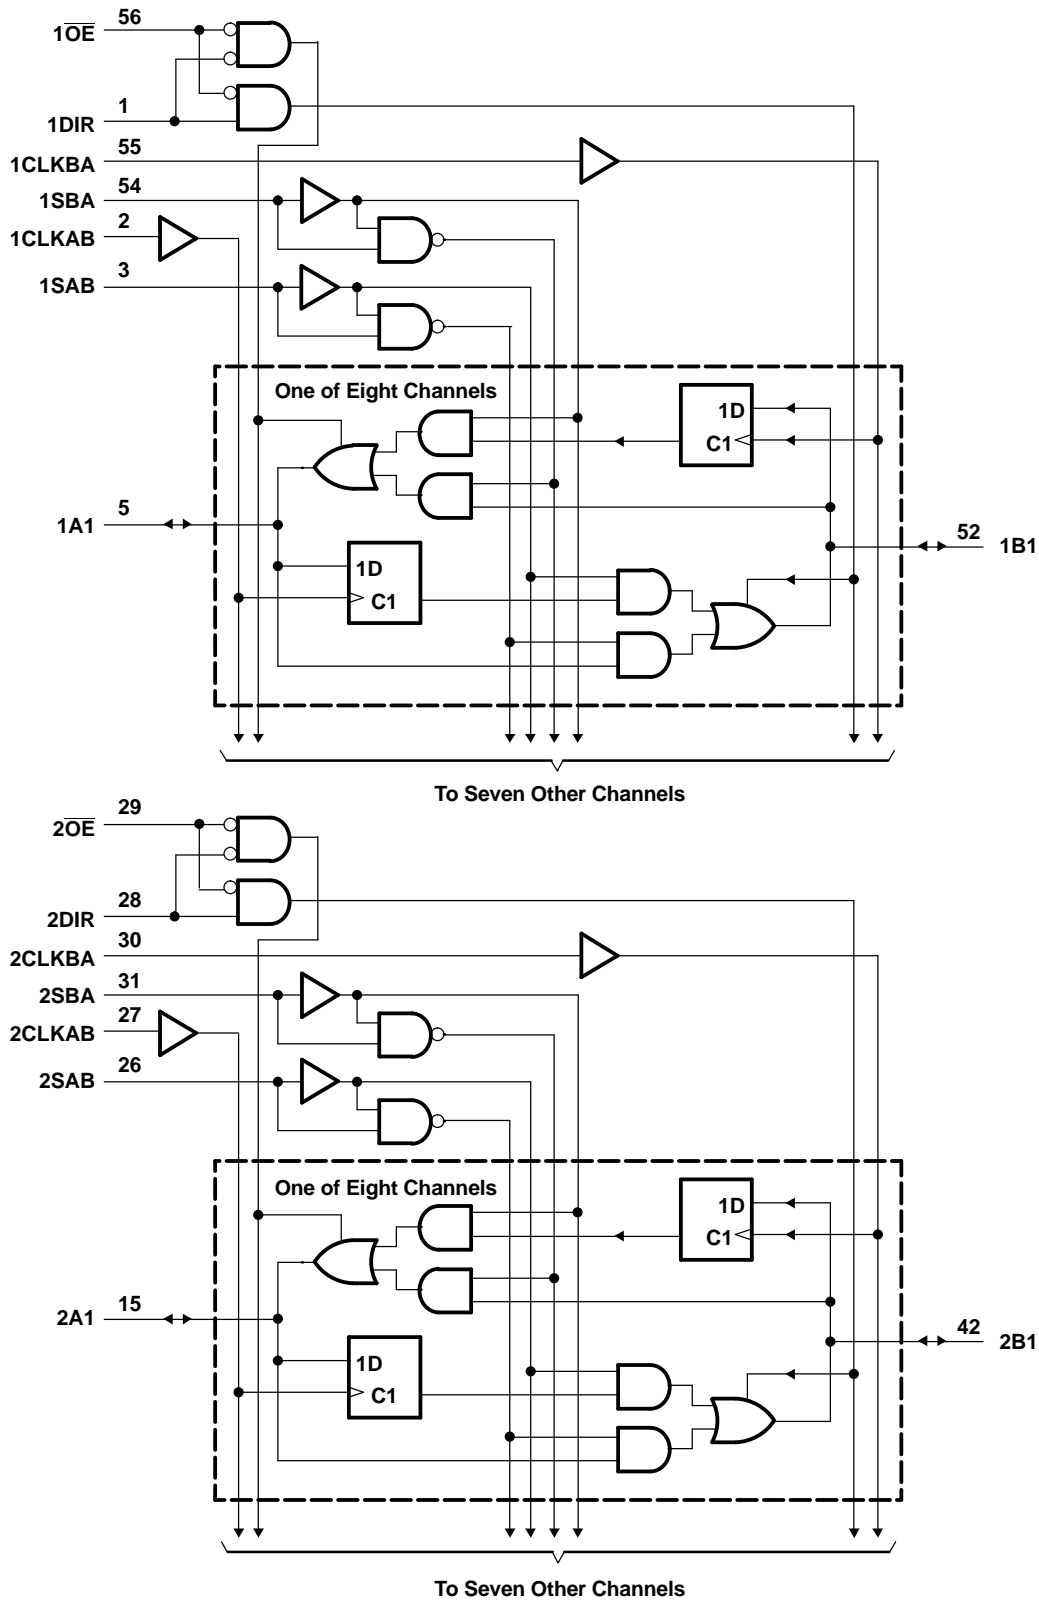 56
1O̅E̅
1
1DIR
55
1CLKBA
54
1SBA
2
1CLKAB
3
1SAB
One of Eight Channels
1D
C1
5
1A1
52
1B1
1D
C1
To Seven Other Channels
29
2O̅E̅
28
2DIR
30
2CLKBA
31
2SBA
27
2CLKAB
26
2SAB
One of Eight Channels
1D
C1
15
2A1
42
2B1
1D
C1
To Seven Other Channels